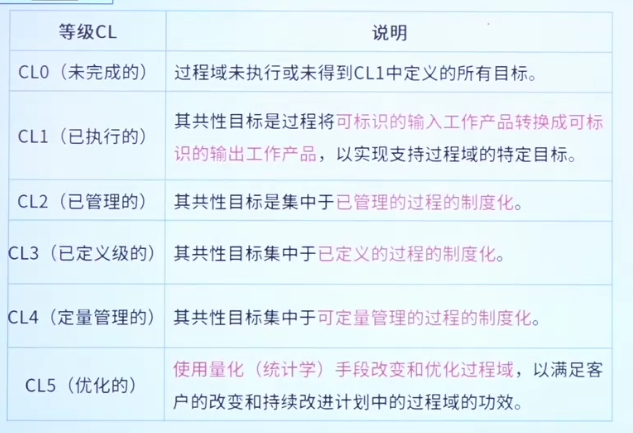 等级CL 说明
CL0（未完成的） 过程域未执行或未得到CL1中定义的所有目标。
CL1（已执行的） 其共性目标是过程将可标识的输入工作产品转换成可标
识的输出工作产品，以实现支持过程域的特定目标。
CL2（已管理的） 其共性目标是集中于已管理的过程的制度化。
CL3（已定义级的） 其共性目标集中于已定义的过程的制度化。
CL4（定量管理的） 其共性目标集中于可定量管理的过程的制度化。
CL5（优化的） 使用量化（统计学）手段改变和优化过程域，以满足客
户的改变和持续改进计划中的过程域的功效。